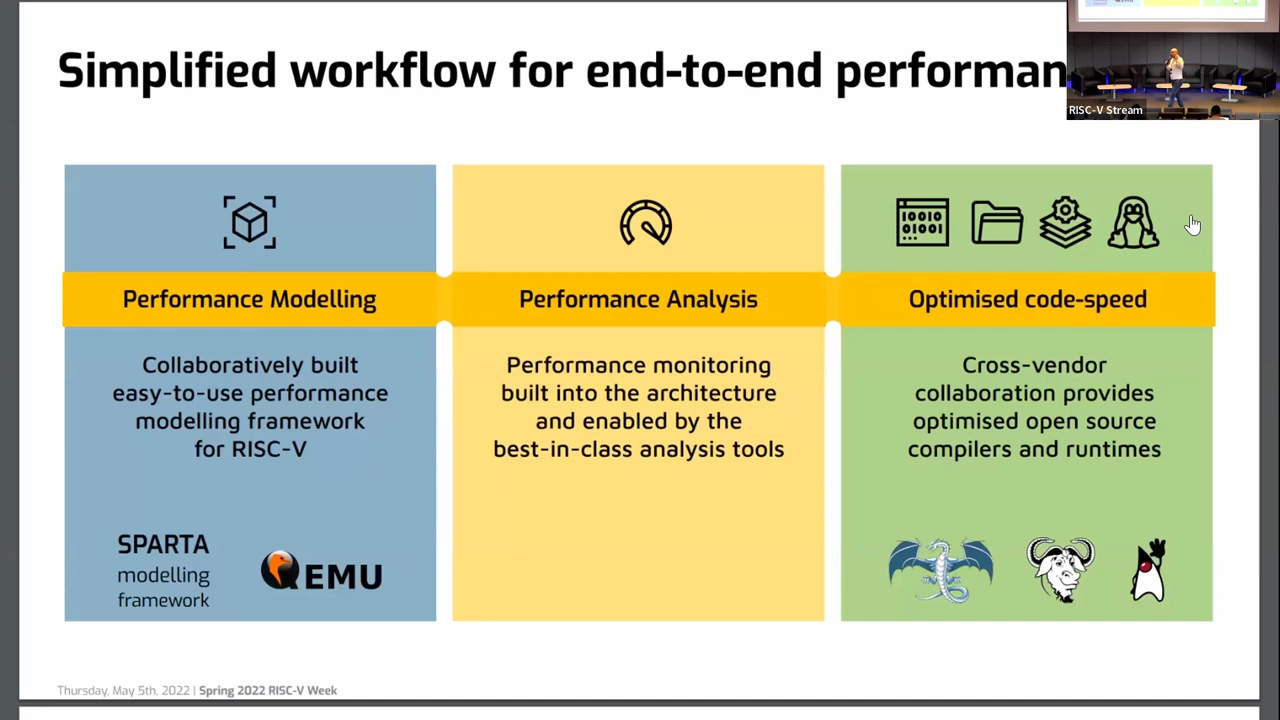 Simplified workflow for end-to-end performan
RISC-V Stream
10010
01001
Performance Modelling
Collaboratively built
easy-to-use performance
modelling framework
for RISC-V
SPARTA
modelling
framework
QEMU
Performance Analysis
Performance monitoring
built into the architecture
and enabled by the
best-in-class analysis tools
Optimised code-speed
Cross-vendor
collaboration provides
optimised open source
compilers and runtimes
Thursday, May 5th, 2022 | Spring 2022 RISC-V Week